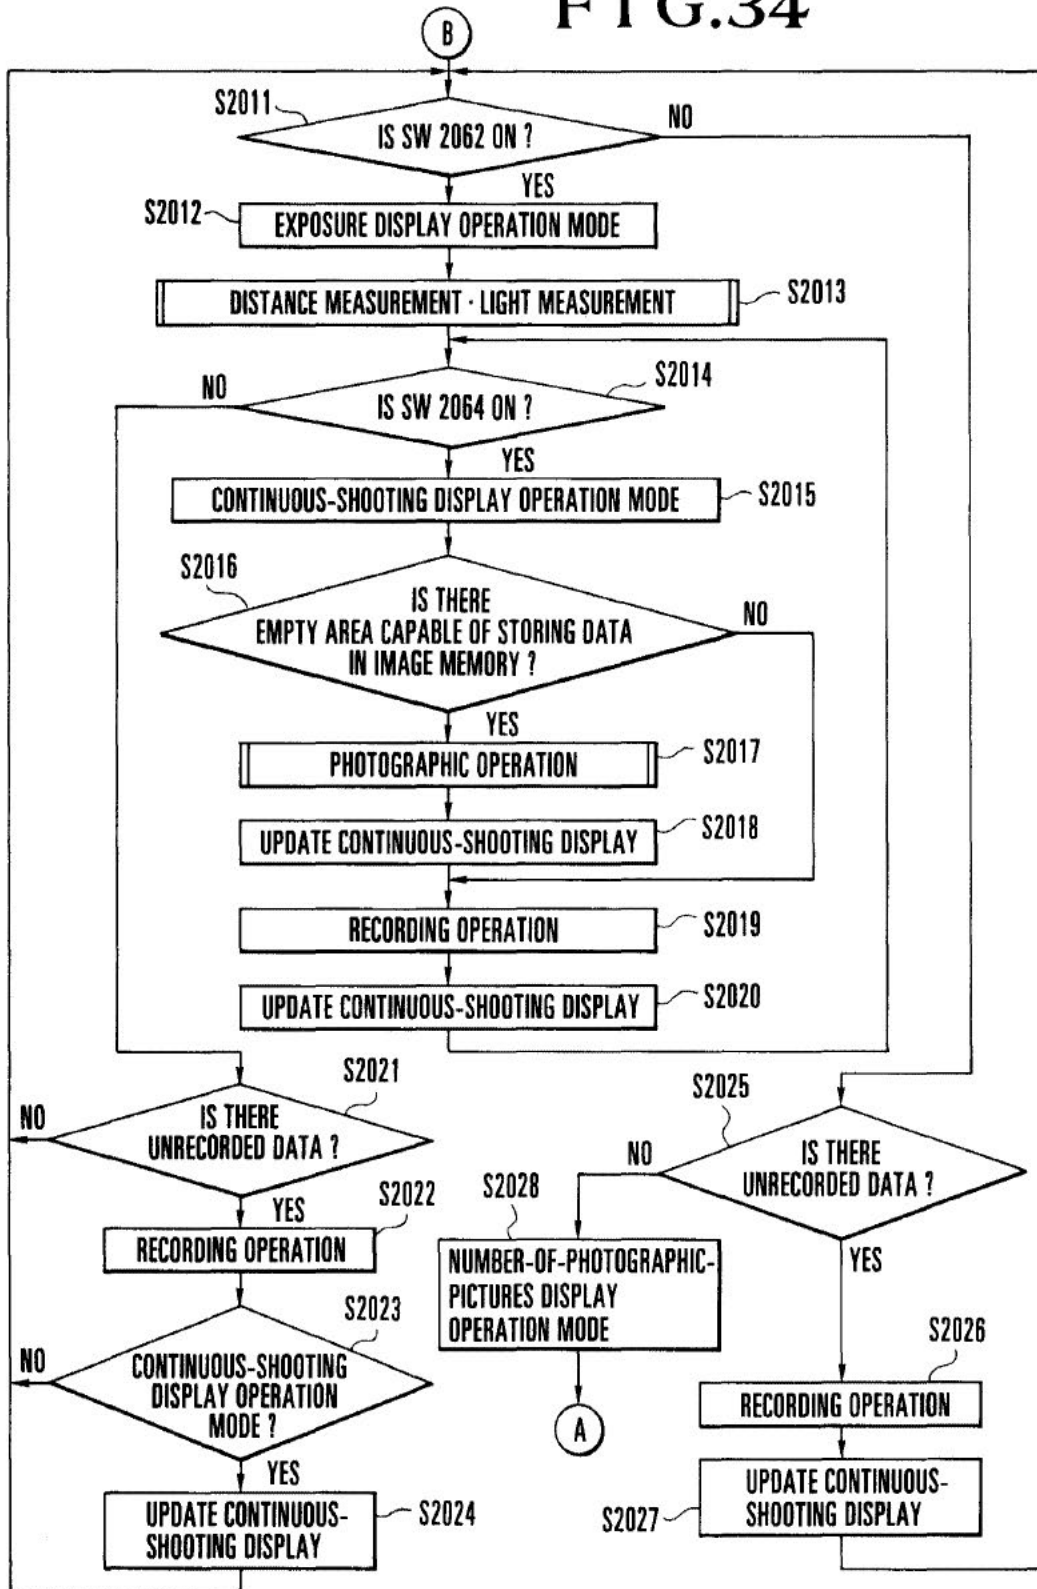 FIG.34
B
S2011
IS SW 2062 ON ?
NO
YES
S2012
EXPOSURE DISPLAY OPERATION MODE
DISTANCE MEASUREMENT · LIGHT MEASUREMENT
S2013
NO
S2014
IS SW 2064 ON ?
YES
CONTINUOUS-SHOOTING DISPLAY OPERATION MODE
S2015
S2016
IS THERE
EMPTY AREA CAPABLE OF STORING DATA
IN IMAGE MEMORY ?
NO
YES
PHOTOGRAPHIC OPERATION
S2017
UPDATE CONTINUOUS-SHOOTING DISPLAY
S2018
RECORDING OPERATION
S2019
UPDATE CONTINUOUS-SHOOTING DISPLAY
S2020
S2021
NO
IS THERE
UNRECORDED DATA ?
YES
S2022
RECORDING OPERATION
S2023
NO
CONTINUOUS-SHOOTING
DISPLAY OPERATION
MODE ?
YES
UPDATE CONTINUOUS-
SHOOTING DISPLAY
S2024
S2025
NO
IS THERE
UNRECORDED DATA ?
YES
S2028
NUMBER-OF-PHOTOGRAPHIC-
PICTURES DISPLAY
OPERATION MODE
A
S2026
RECORDING OPERATION
S2027
UPDATE CONTINUOUS-
SHOOTING DISPLAY